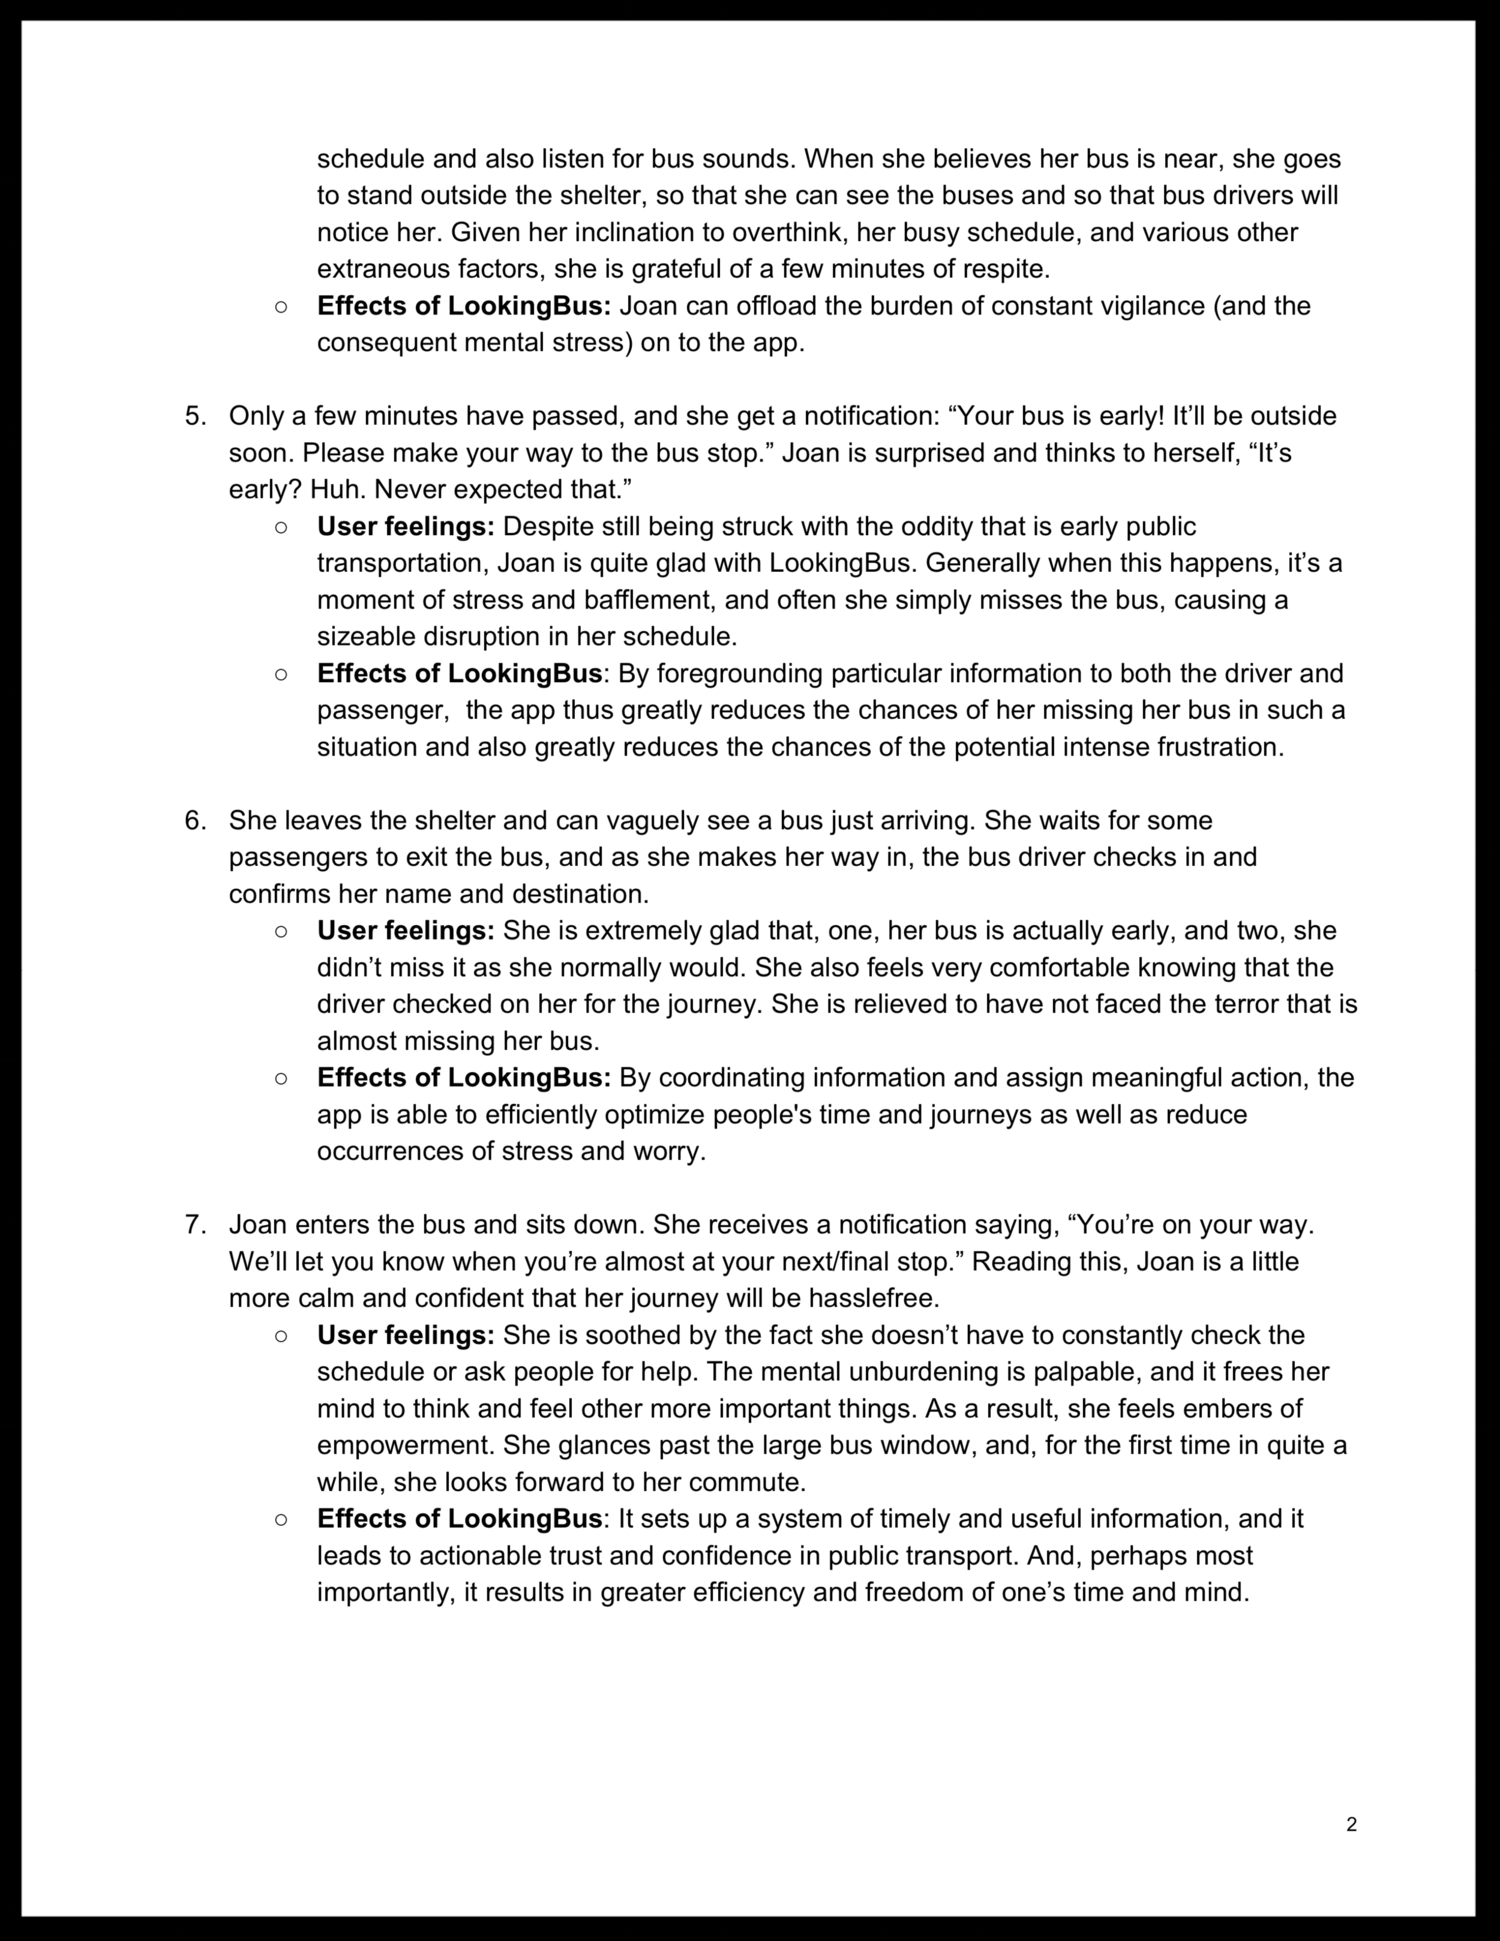 schedule and also listen for bus sounds. When she believes her bus is near, she goes
to stand outside the shelter, so that she can see the buses and so that bus drivers will
notice her. Given her inclination to overthink, her busy schedule, and various other
extraneous factors, she is grateful of a few minutes of respite.
○ Effects of LookingBus: Joan can offload the burden of constant vigilance (and the
consequent mental stress) on to the app.
5. Only a few minutes have passed, and she get a notification: “Your bus is early! It’ll be outside
soon. Please make your way to the bus stop.” Joan is surprised and thinks to herself, “It’s
early? Huh. Never expected that.”
○ User feelings: Despite still being struck with the oddity that is early public
transportation, Joan is quite glad with LookingBus. Generally when this happens, it’s a
moment of stress and bafflement, and often she simply misses the bus, causing a
sizeable disruption in her schedule.
○ Effects of LookingBus: By foregrounding particular information to both the driver and
passenger,  the app thus greatly reduces the chances of her missing her bus in such a
situation and also greatly reduces the chances of the potential intense frustration.
6. She leaves the shelter and can vaguely see a bus just arriving. She waits for some
passengers to exit the bus, and as she makes her way in, the bus driver checks in and
confirms her name and destination.
○ User feelings: She is extremely glad that, one, her bus is actually early, and two, she
didn’t miss it as she normally would. She also feels very comfortable knowing that the
driver checked on her for the journey. She is relieved to have not faced the terror that is
almost missing her bus.
○ Effects of LookingBus: By coordinating information and assign meaningful action, the
app is able to efficiently optimize people's time and journeys as well as reduce
occurrences of stress and worry.
7. Joan enters the bus and sits down. She receives a notification saying, “You’re on your way.
We’ll let you know when you’re almost at your next/final stop.” Reading this, Joan is a little
more calm and confident that her journey will be hasslefree.
○ User feelings: She is soothed by the fact she doesn’t have to constantly check the
schedule or ask people for help. The mental unburdening is palpable, and it frees her
mind to think and feel other more important things. As a result, she feels embers of
empowerment. She glances past the large bus window, and, for the first time in quite a
while, she looks forward to her commute.
○ Effects of LookingBus: It sets up a system of timely and useful information, and it
leads to actionable trust and confidence in public transport. And, perhaps most
importantly, it results in greater efficiency and freedom of one’s time and mind.
2